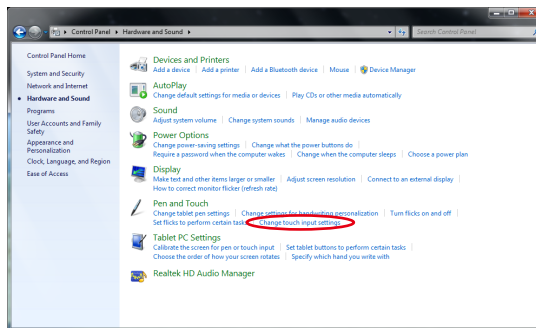 Control Panel ▸ Hardware and Sound ▸
Search Control Panel
Control Panel Home
System and Security
Network and Internet
Hardware and Sound
Programs
User Accounts and Family
Safety
Appearance and
Personalization
Clock, Language, and Region
Ease of Access
Devices and Printers
Add a device | Add a printer | Add a Bluetooth device | Mouse | Device Manager
AutoPlay
Change default settings for media or devices | Play CDs or other media automatically
Sound
Adjust system volume | Change system sounds | Manage audio devices
Power Options
Change power-saving settings | Change what the power buttons do |
Require a password when the computer wakes | Change when the computer sleeps | Choose a power plan
Display
Make text and other items larger or smaller | Adjust screen resolution | Connect to an external display |
How to correct monitor flicker (refresh rate)
Pen and Touch
Change tablet pen settings | Change settings for handwriting personalization | Turn flicks on and off |
Set flicks to perform certain tasks | Change touch input settings
Tablet PC Settings
Calibrate the screen for pen or touch input | Set tablet buttons to perform certain tasks |
Choose the order of how your screen rotates | Specify which hand you write with
Realtek HD Audio Manager